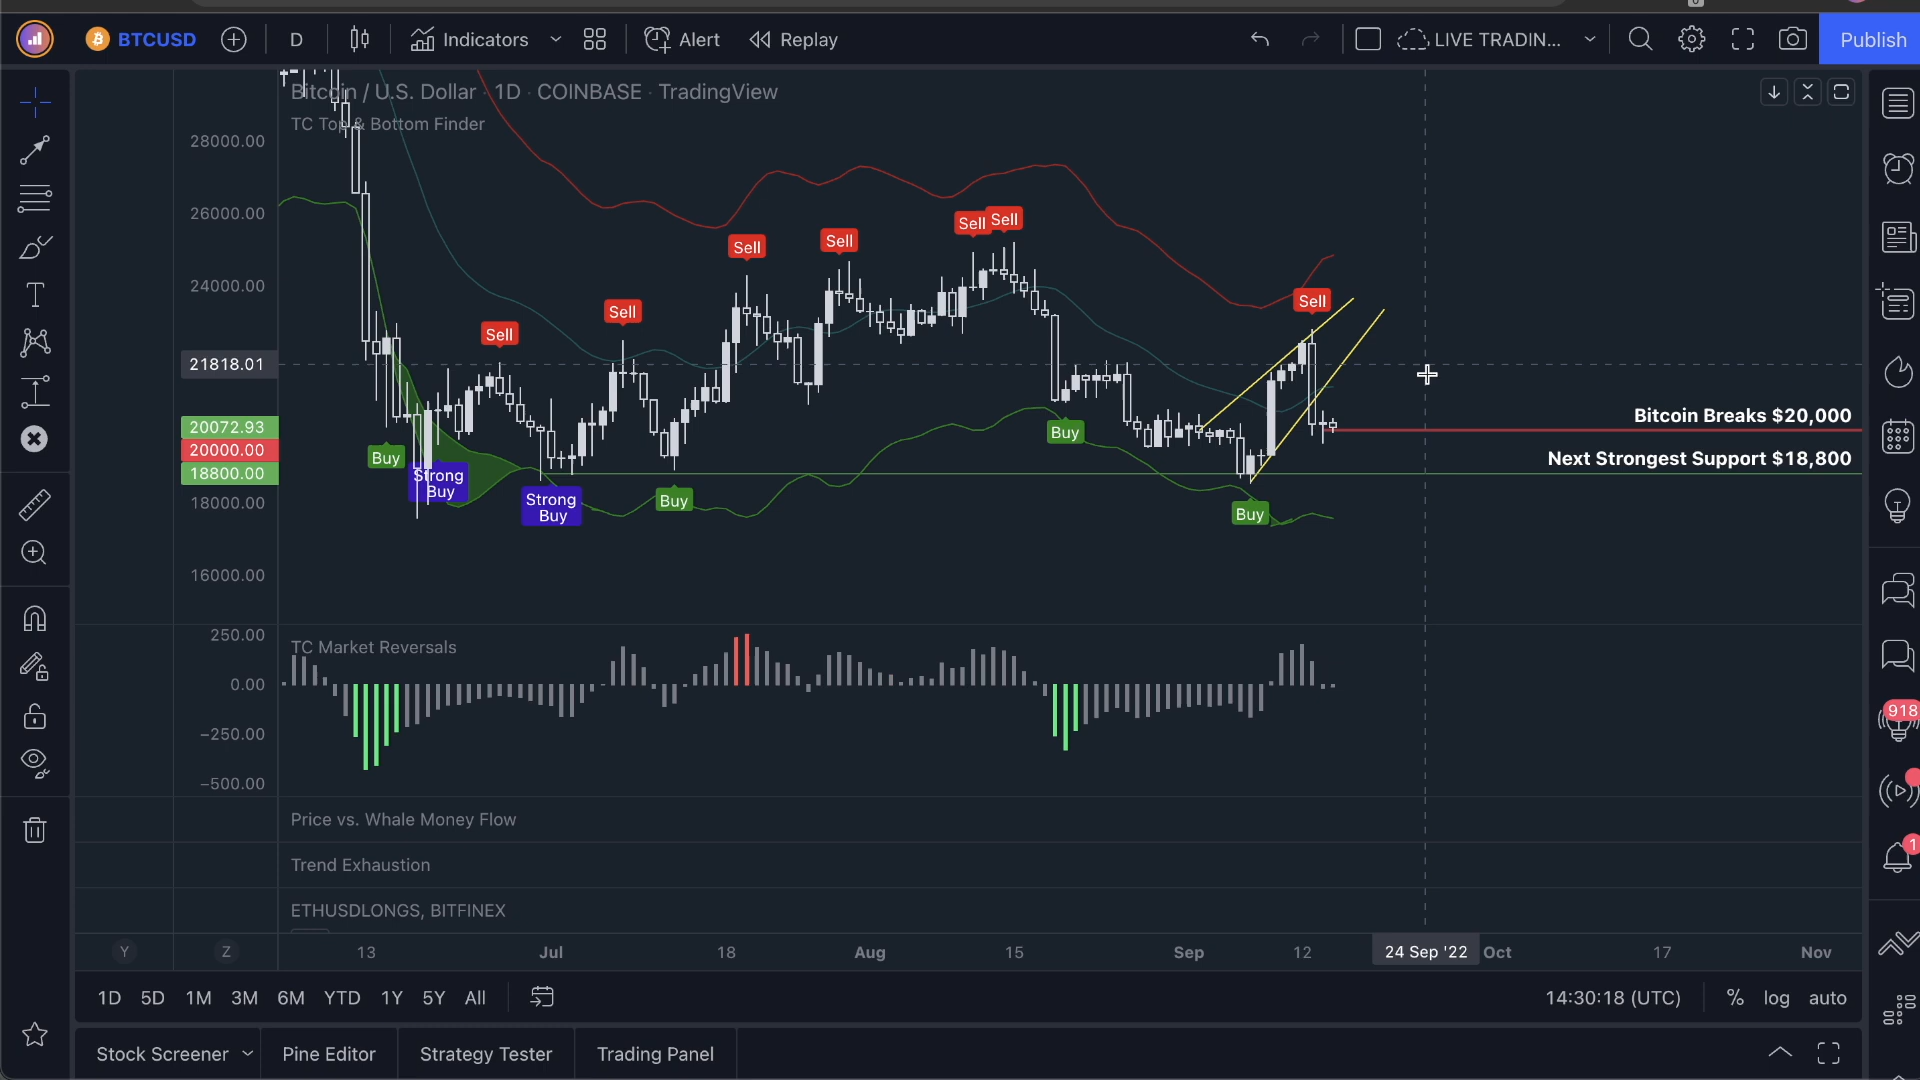 BTCUSD
D
Indicators
Alert
Replay
LIVE TRADIN...
Publish
Bitcoin / U.S. Dollar · 1D · COINBASE · TradingView
TC Top & Bottom Finder
28000.00
26000.00
24000.00
21818.01
20072.93
20000.00
18800.00
18000.00
16000.00
Sell
Sell
Sell
Sell
Sell
Sell
Sell
Buy
Strong
Buy
Strong
Buy
Buy
Buy
Buy
Bitcoin Breaks $20,000
Next Strongest Support $18,800
250.00
0.00
−250.00
−500.00
TC Market Reversals
Price vs. Whale Money Flow
Trend Exhaustion
ETHUSDLONGS, BITFINEX
918
1
Y
Z
13
Jul
18
Aug
15
Sep
12
24 Sep '22
Oct
17
Nov
1D
5D
1M
3M
6M
YTD
1Y
5Y
All
14:30:18 (UTC)
%
log
auto
Stock Screener
Pine Editor
Strategy Tester
Trading Panel